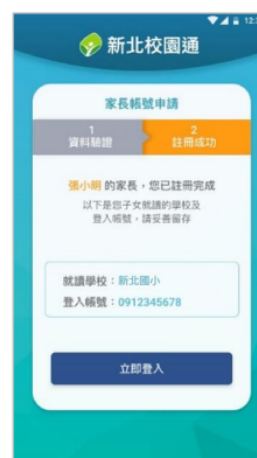 12:3
新北校園通
家長帳號申請
1
資料驗證
2
註冊成功
張小明 的家長，您已註冊完成
以下是您子女就讀的學校及
登入帳號，請妥善留存
就讀學校：新北國小
登入帳號：0912345678
立即登入